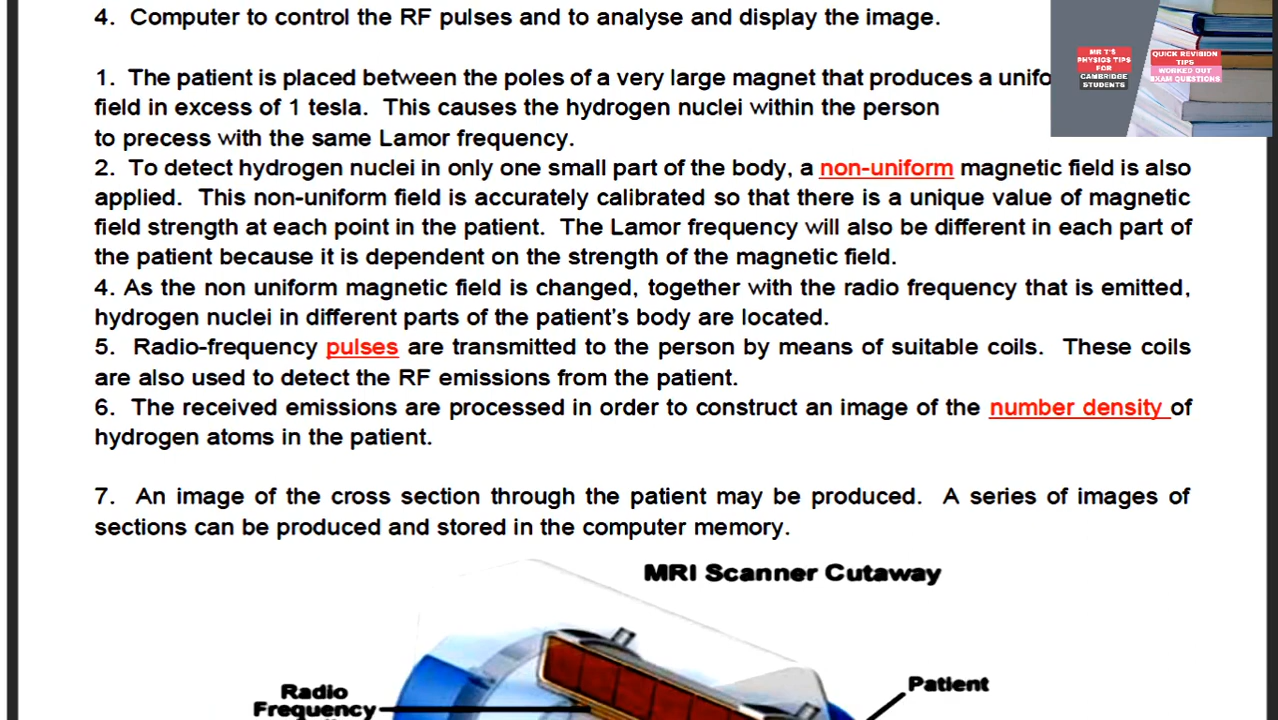 4. Computer to control the RF pulses and to analyse and display the image.
1. The patient is placed between the poles of a very large magnet that produces a unifo
field in excess of 1 tesla. This causes the hydrogen nuclei within the person
to precess with the same Lamor frequency.
2. To detect hydrogen nuclei in only one small part of the body, a non-uniform magnetic field is also
applied. This non-uniform field is accurately calibrated so that there is a unique value of magnetic
field strength at each point in the patient. The Lamor frequency will also be different in each part of
the patient because it is dependent on the strength of the magnetic field.
4. As the non uniform magnetic field is changed, together with the radio frequency that is emitted,
hydrogen nuclei in different parts of the patient's body are located.
5. Radio-frequency pulses are transmitted to the person by means of suitable coils. These coils
are also used to detect the RF emissions from the patient.
6. The received emissions are processed in order to construct an image of the number density of
hydrogen atoms in the patient.
7. An image of the cross section through the patient may be produced. A series of images of
sections can be produced and stored in the computer memory.
MRI Scanner Cutaway
Patient
Radio
Frequency
MR T'S
PHYSICS TIPS
FOR
CAMBRIDGE
STUDENTS
QUICK REVISION
TIPS
WORKED OUT
EXAM QUESTIONS